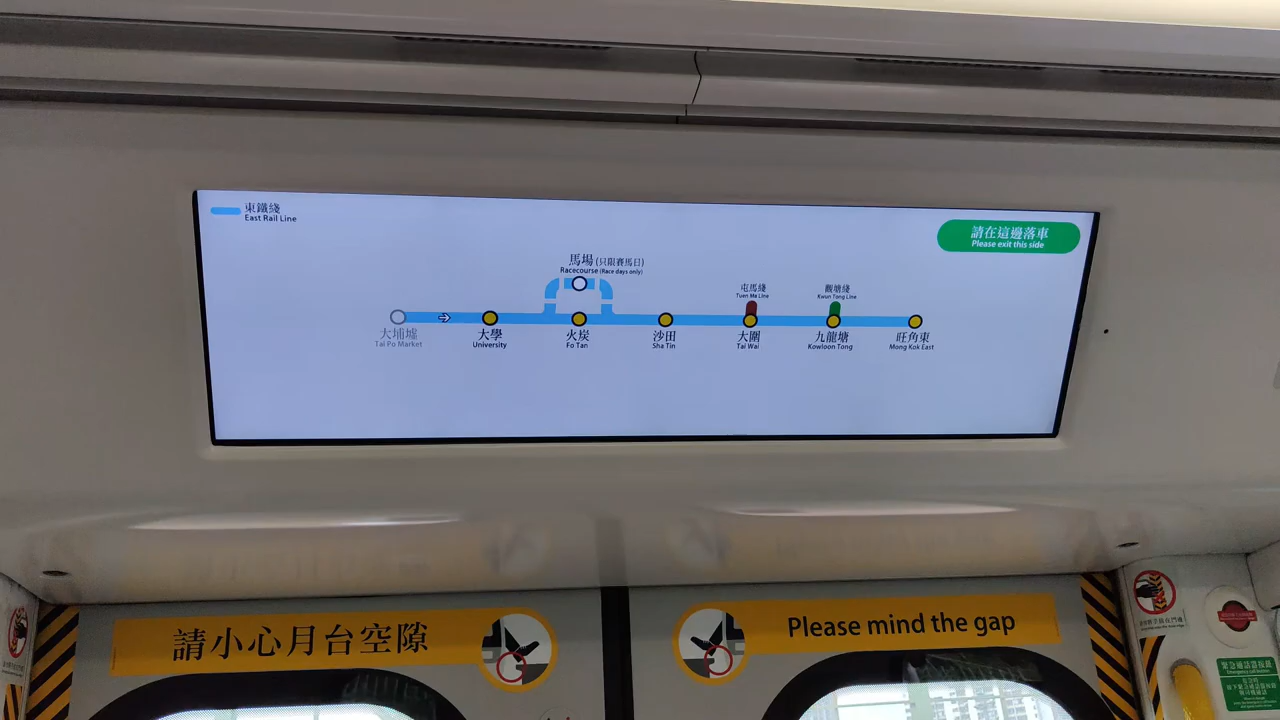 東鐵綫
East Rail Line
請在這邊落車
Please exit this side
馬場 (只限賽馬日)
Racecourse (Race days only)
屯馬綫
Tuen Ma Line
觀塘綫
Kwun Tong Line
大埔墟
Tai Po Market
大學
University
火炭
Fo Tan
沙田
Sha Tin
大圍
Tai Wai
九龍塘
Kowloon Tong
旺角東
Mong Kok East
請小心月台空隙
Please mind the gap